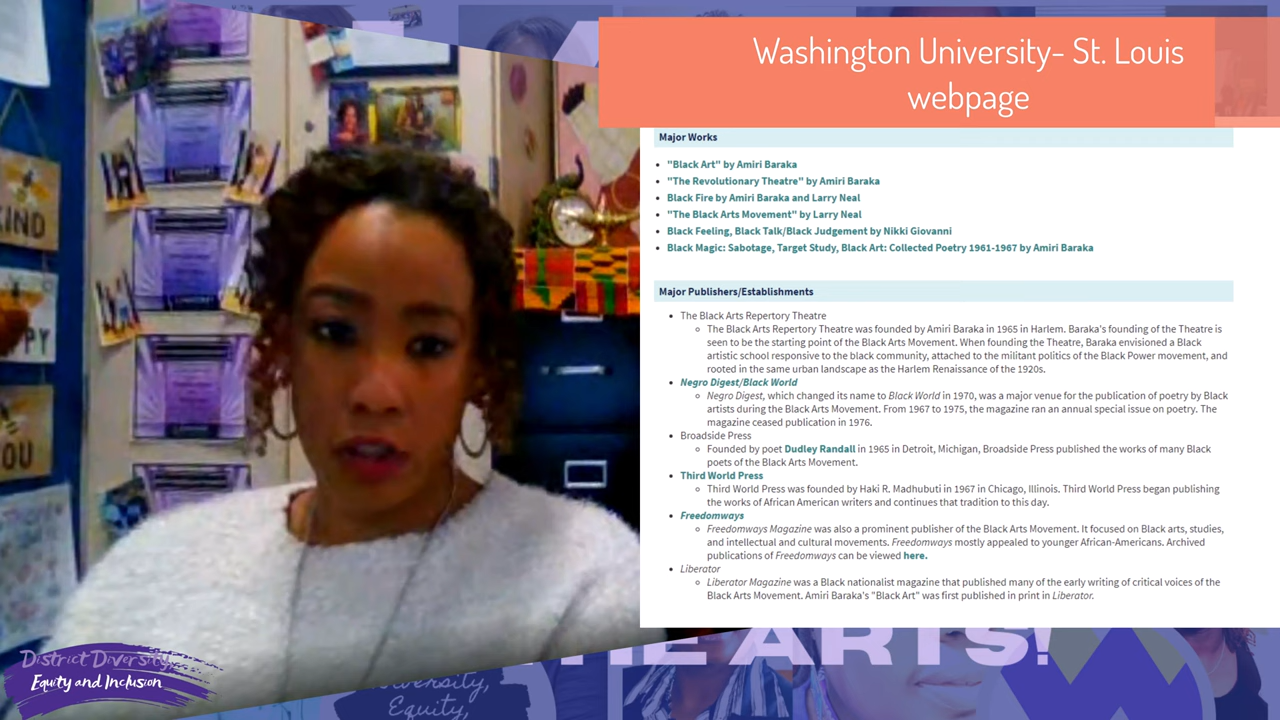 Washington University- St. Louis
webpage
Major Works
"Black Art" by Amiri Baraka
"The Revolutionary Theatre" by Amiri Baraka
Black Fire by Amiri Baraka and Larry Neal
"The Black Arts Movement" by Larry Neal
Black Feeling, Black Talk/Black Judgement by Nikki Giovanni
Black Magic: Sabotage, Target Study, Black Art: Collected Poetry 1961-1967 by Amiri Baraka
Major Publishers/Establishments
The Black Arts Repertory Theatre
The Black Arts Repertory Theatre was founded by Amiri Baraka in 1965 in Harlem. Baraka's founding of the Theatre is
seen to be the starting point of the Black Arts Movement. When founding the Theatre, Baraka envisioned a Black
artistic school responsive to the black community, attached to the militant politics of the Black Power movement, and
rooted in the same urban landscape as the Harlem Renaissance of the 1920s.
Negro Digest/Black World
Negro Digest, which changed its name to Black World in 1970, was a major venue for the publication of poetry by Black
artists during the Black Arts Movement. From 1967 to 1975, the magazine ran an annual special issue on poetry. The
magazine ceased publication in 1976.
Broadside Press
Founded by poet Dudley Randall in 1965 in Detroit, Michigan, Broadside Press published the works of many Black
poets of the Black Arts Movement.
Third World Press
Third World Press was founded by Haki R. Madhubuti in 1967 in Chicago, Illinois. Third World Press began publishing
the works of African American writers and continues that tradition to this day.
Freedomways
Freedomways Magazine was also a prominent publisher of the Black Arts Movement. It focused on Black arts, studies,
and intellectual and cultural movements. Freedomways mostly appealed to younger African-Americans. Archived
publications of Freedomways can be viewed here.
Liberator
Liberator Magazine was a Black nationalist magazine that published many of the early writing of critical voices of the
Black Arts Movement. Amiri Baraka's "Black Art" was first published in print in Liberator.
KIND
PY
OU
District Diversity
Equity and Inclusion
THE ARTS!
Diversity,
Equity,